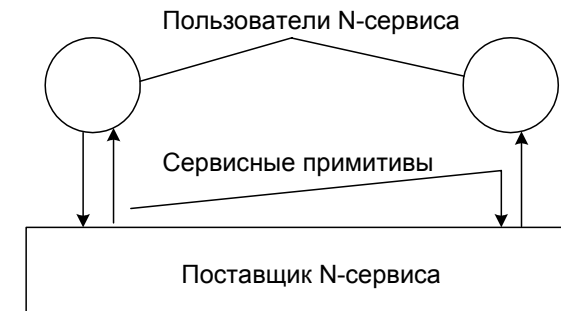 Пользователи N-сервиса
Сервисные примитивы
Поставщик N-сервиса